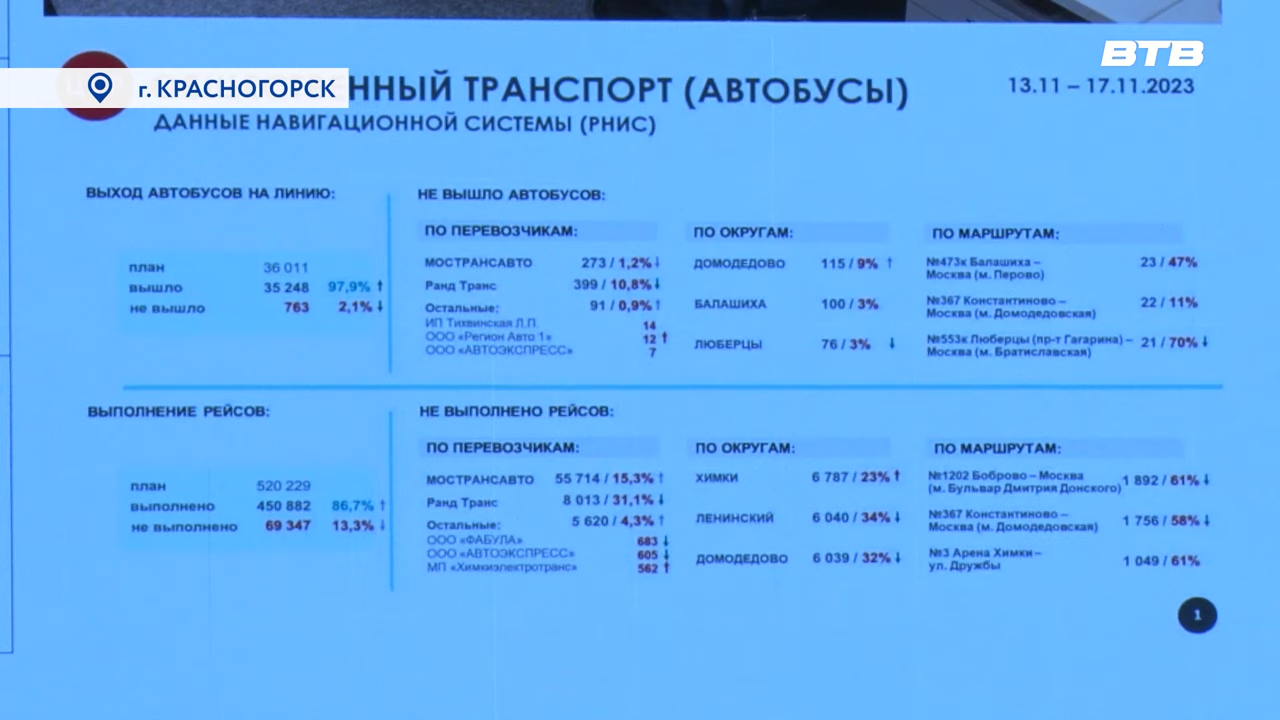 ВТВ
г. КРАСНОГОРСК
ННЫЙ ТРАНСПОРТ (АВТОБУСЫ)
13.11 – 17.11.2023
ДАННЫЕ НАВИГАЦИОННОЙ СИСТЕМЫ (РНИС)
ВЫХОД АВТОБУСОВ НА ЛИНИЮ:
план 36 011
вышло 35 248 97,9% ↑
не вышло 763 2,1% ↓
НЕ ВЫШЛО АВТОБУСОВ:
ПО ПЕРЕВОЗЧИКАМ:
МОСТРАНСАВТО 273 / 1,2% ↓
Ранд Транс 399 / 10,8% ↓
Остальные: 91 / 0,9% ↑
ИП Тихвинская Л.П. 14
ООО «Регион Авто 1» 12 ↑
ООО «АВТОЭКСПРЕСС» 7
ПО ОКРУГАМ:
ДОМОДЕДОВО 115 / 9% ↑
БАЛАШИХА 100 / 3%
ЛЮБЕРЦЫ 76 / 3% ↓
ПО МАРШРУТАМ:
№473к Балашиха –
Москва (м. Перово) 23 / 47%
№367 Константиново –
Москва (м. Домодедовская) 22 / 11%
№553к Люберцы (пр-т Гагарина) –
Москва (м. Братиславская) 21 / 70% ↓
ВЫПОЛНЕНИЕ РЕЙСОВ:
план 520 229
выполнено 450 882 86,7% ↑
не выполнено 69 347 13,3% ↓
НЕ ВЫПОЛНЕНО РЕЙСОВ:
ПО ПЕРЕВОЗЧИКАМ:
МОСТРАНСАВТО 55 714 / 15,3% ↑
Ранд Транс 8 013 / 31,1% ↓
Остальные: 5 620 / 4,3% ↑
ООО «ФАБУЛА» 683 ↓
ООО «АВТОЭКСПРЕСС» 605 ↓
МП «Химкиэлектротранс» 562 ↑
ПО ОКРУГАМ:
ХИМКИ 6 787 / 23% ↑
ЛЕНИНСКИЙ 6 040 / 34% ↓
ДОМОДЕДОВО 6 039 / 32% ↓
ПО МАРШРУТАМ:
№1202 Боброво – Москва
(м. Бульвар Дмитрия Донского) 1 892 / 61% ↓
№367 Константиново –
Москва (м. Домодедовская) 1 756 / 58% ↓
№3 Арена Химки –
ул. Дружбы 1 049 / 61%
1